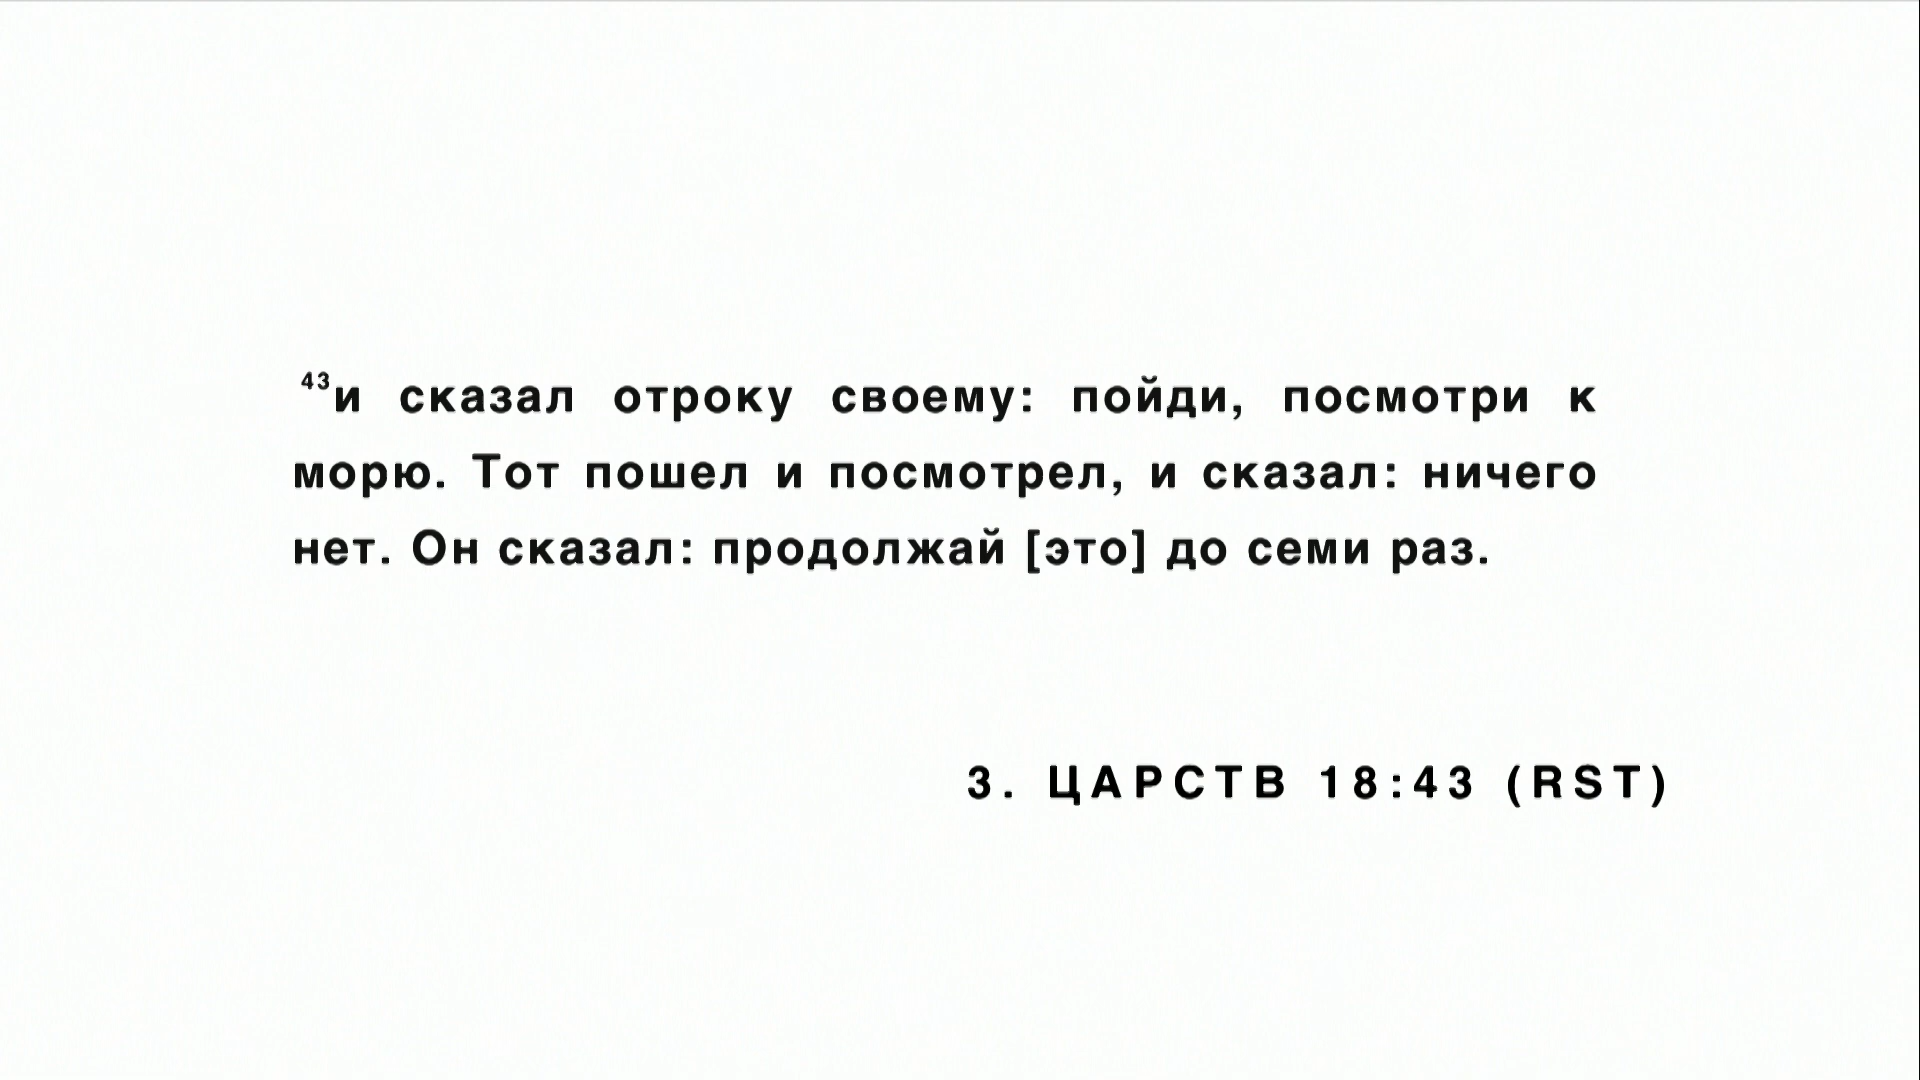 43и сказал отроку своему: пойди, посмотри к
морю. Тот пошел и посмотрел, и сказал: ничего
нет. Он сказал: продолжай [это] до семи раз.
3. ЦАРСТВ 18:43 (RST)